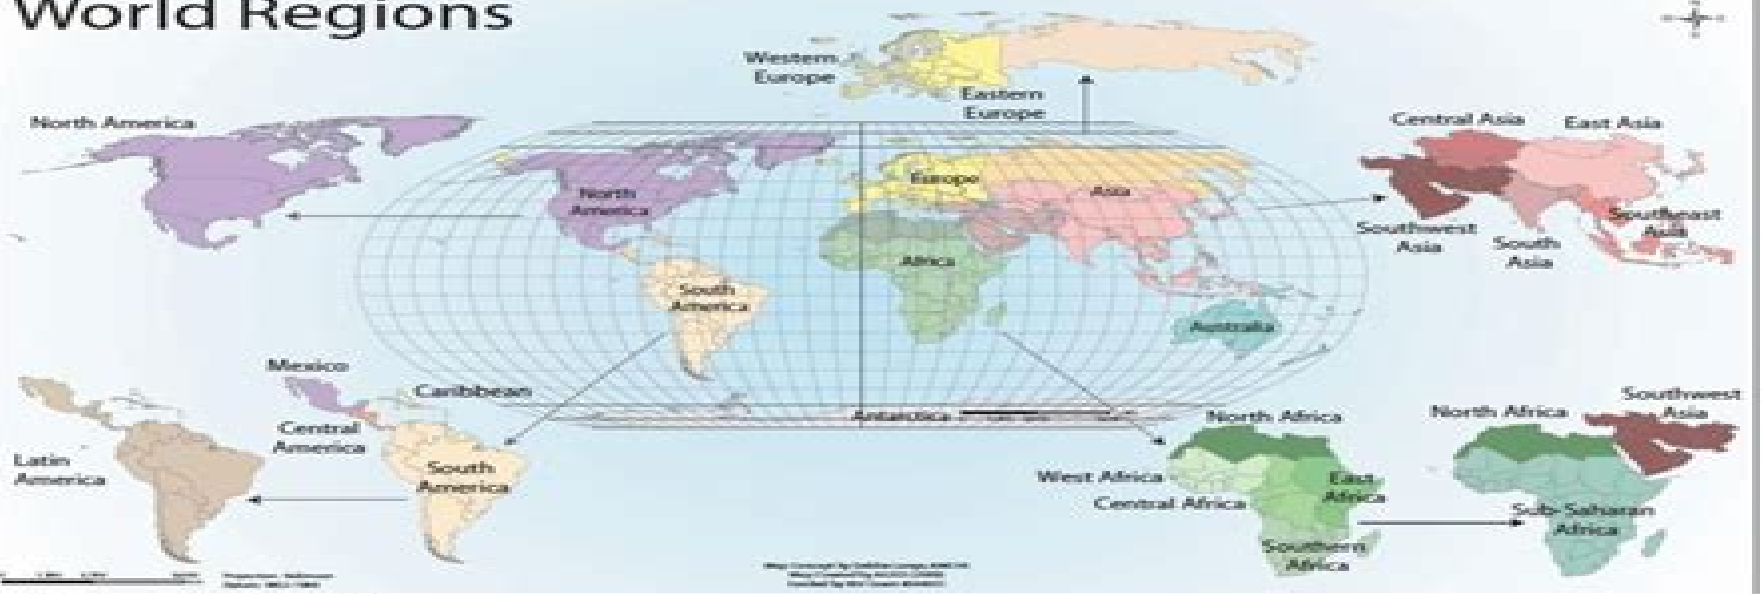 World Regions
Western
Europe
Eastern
Europe
North America
Central Asia
East Asia
North
America
Europe
Asia
Southwest
Asia
South
Asia
Southeast
Asia
Africa
South
America
Australia
Antarctica
Mexico
Caribbean
Central
America
Latin
America
South
America
North Africa
West Africa
Central Africa
East
Africa
Southern
Africa
North Africa
Southwest
Asia
Sub-Saharan
Africa